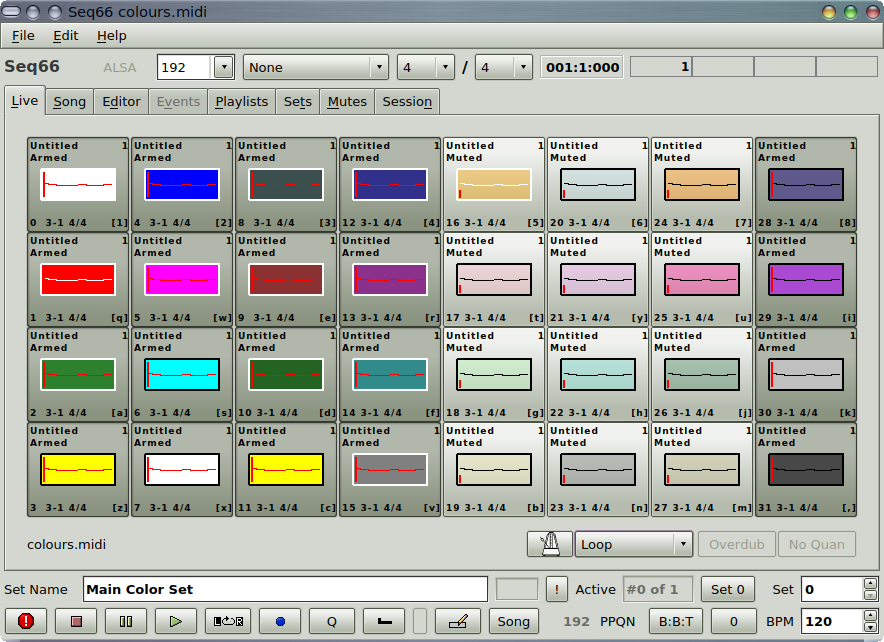 Seq66 colours.midi
File Edit Help
Seq66 ALSA 192 None 4 / 4 001:1:000 1
Live Song Editor Events Playlists Sets Mutes Session
Untitled 1 Untitled 1 Untitled 1 Untitled 1 Untitled 1 Untitled 1 Untitled 1 Untitled 1
Armed Armed Armed Armed Muted Muted Muted Armed
0 3-1 4/4 [1] 4 3-1 4/4 [2] 8 3-1 4/4 [3] 12 3-1 4/4 [4] 16 3-1 4/4 [5] 20 3-1 4/4 [6] 24 3-1 4/4 [7] 28 3-1 4/4 [8]
Untitled 1 Untitled 1 Untitled 1 Untitled 1 Untitled 1 Untitled 1 Untitled 1 Untitled 1
Armed Armed Armed Armed Muted Muted Muted Armed
1 3-1 4/4 [q] 5 3-1 4/4 [w] 9 3-1 4/4 [e] 13 3-1 4/4 [r] 17 3-1 4/4 [t] 21 3-1 4/4 [y] 25 3-1 4/4 [u] 29 3-1 4/4 [i]
Untitled 1 Untitled 1 Untitled 1 Untitled 1 Untitled 1 Untitled 1 Untitled 1 Untitled 1
Armed Armed Armed Armed Muted Muted Muted Armed
2 3-1 4/4 [a] 6 3-1 4/4 [s] 10 3-1 4/4 [d] 14 3-1 4/4 [f] 18 3-1 4/4 [g] 22 3-1 4/4 [h] 26 3-1 4/4 [j] 30 3-1 4/4 [k]
Untitled 1 Untitled 1 Untitled 1 Untitled 1 Untitled 1 Untitled 1 Untitled 1 Untitled 1
Armed Armed Armed Armed Muted Muted Muted Armed
3 3-1 4/4 [z] 7 3-1 4/4 [x] 11 3-1 4/4 [c] 15 3-1 4/4 [v] 19 3-1 4/4 [b] 23 3-1 4/4 [n] 27 3-1 4/4 [m] 31 3-1 4/4 [,]
colours.midi Loop Overdub No Quan
Set Name Main Color Set ! Active #0 of 1 Set 0 Set 0
Q Song 192 PPQN B:B:T 0 BPM 120